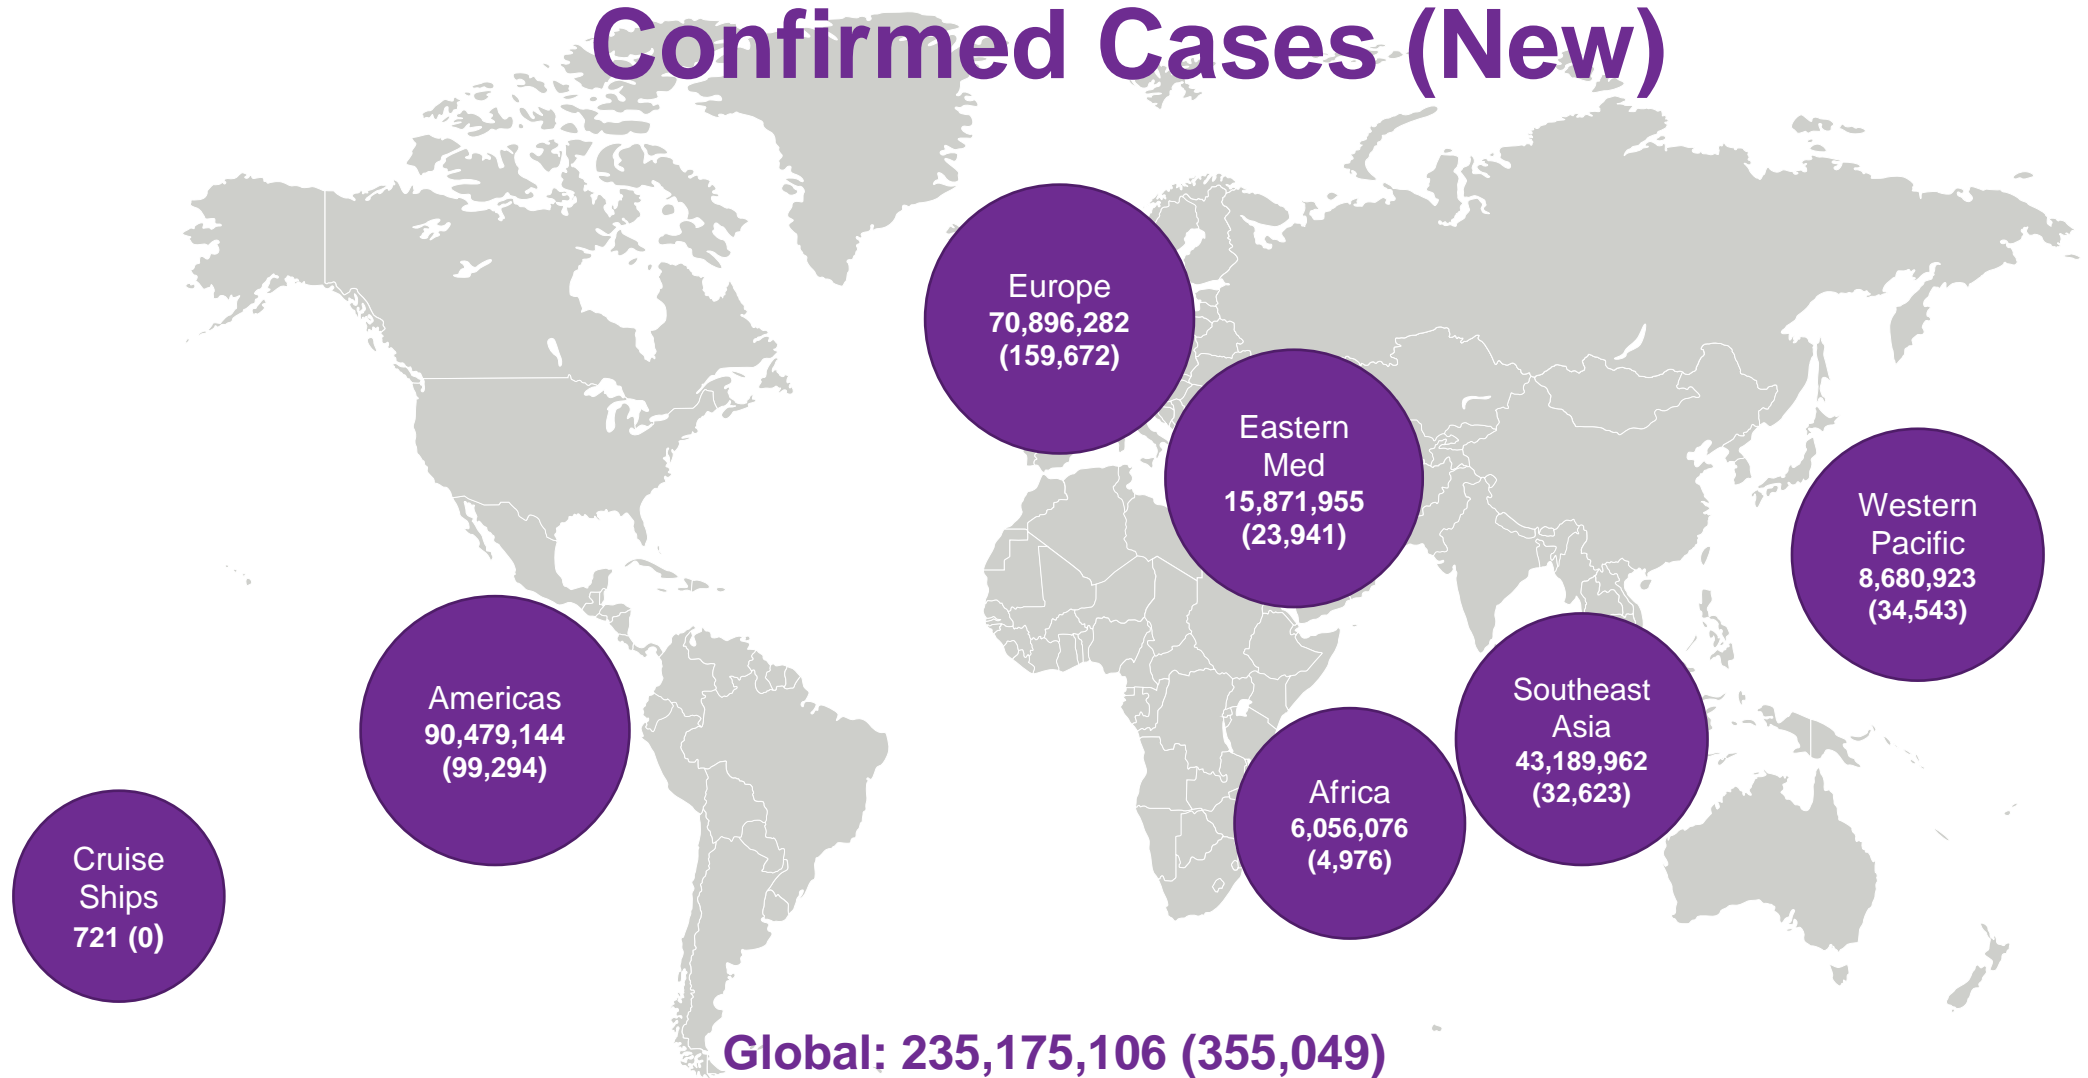 Confirmed Cases (New)
Europe
70,896,282
(159,672)
Eastern
Med
15,871,955
(23,941)
Western
Pacific
8,680,923
(34,543)
Americas
90,479,144
(99,294)
Southeast
Asia
43,189,962
(32,623)
Africa
6,056,076
(4,976)
Cruise
Ships
721 (0)
Global: 235,175,106 (355,049)